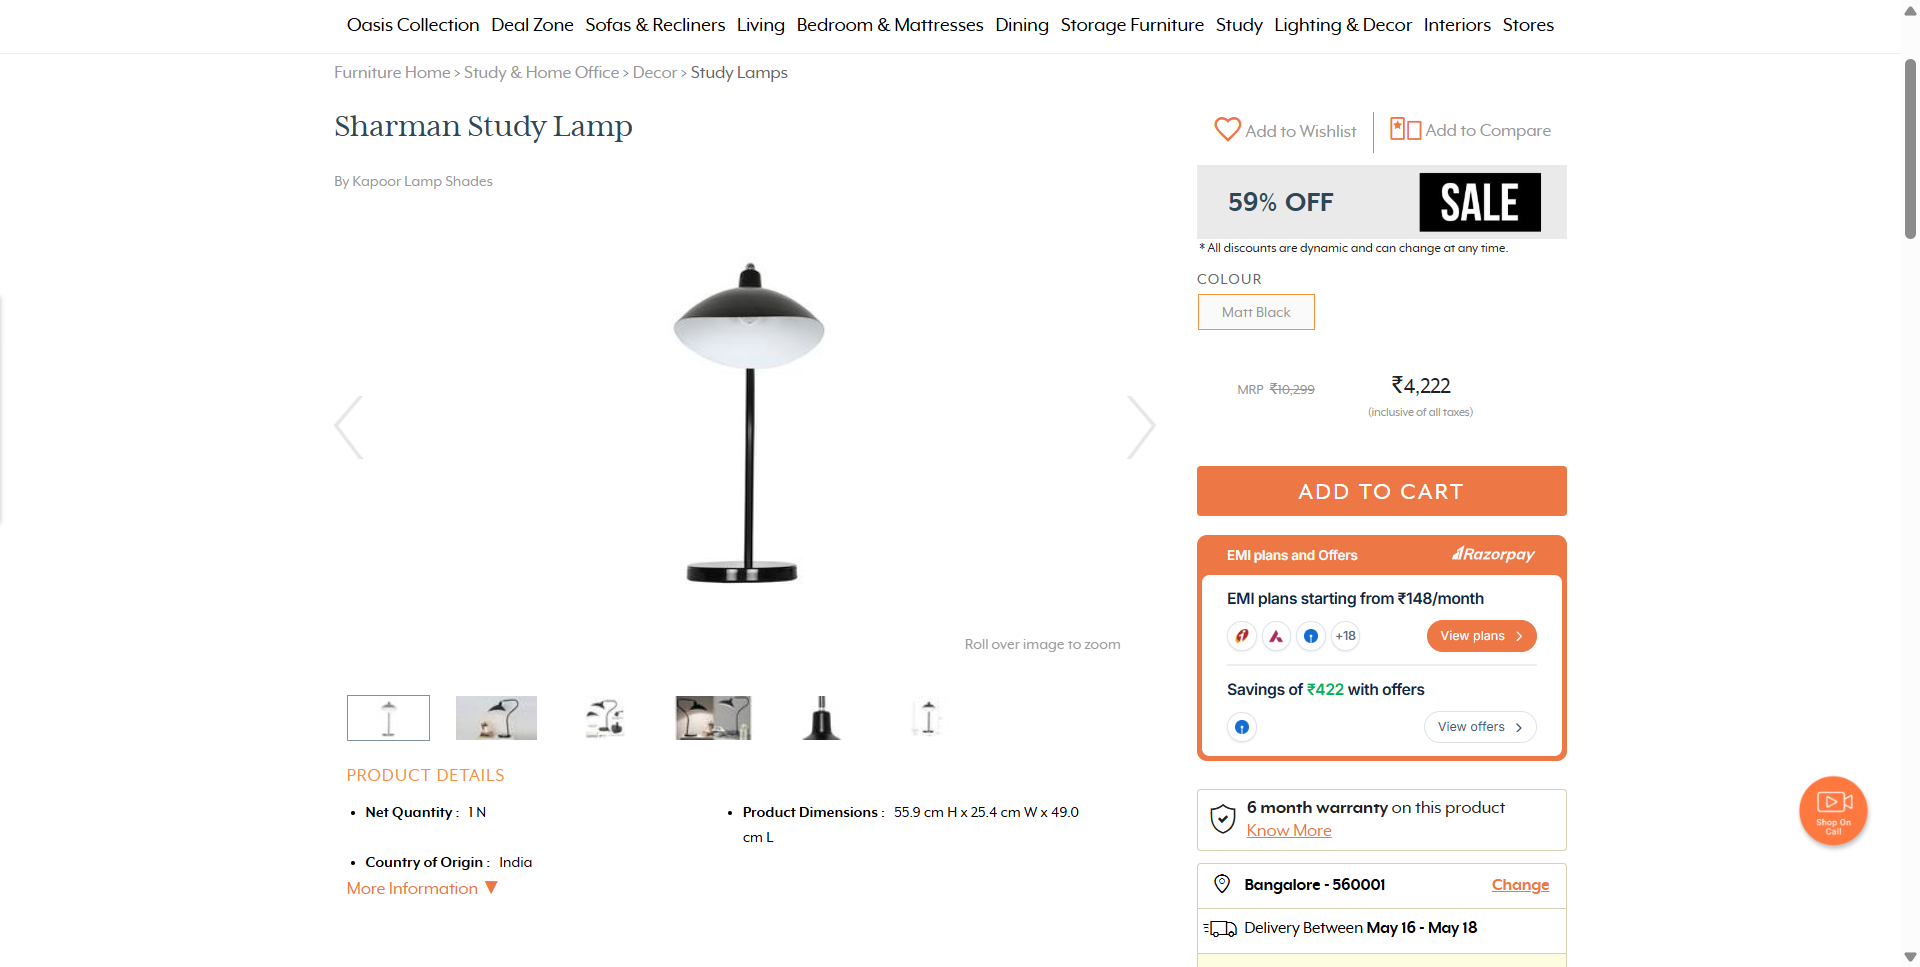 Oasis Collection Deal Zone Sofas & Recliners Living Bedroom & Mattresses Dining Storage Furniture Study Lighting & Decor Interiors Stores
Furniture Home > Study & Home Office > Decor > Study Lamps
Sharman Study Lamp
By Kapoor Lamp Shades
Roll over image to zoom
PRODUCT DETAILS
• Net Quantity : 1 N
• Product Dimensions : 55.9 cm H x 25.4 cm W x 49.0
cm L
• Country of Origin : India
More Information ▼
Add to Wishlist
Add to Compare
59% OFF
SALE
* All discounts are dynamic and can change at any time.
COLOUR
Matt Black
MRP ₹10,299
₹4,222
(inclusive of all taxes)
ADD TO CART
EMI plans and Offers
Razorpay
EMI plans starting from ₹148/month
+18
View plans >
Savings of ₹422 with offers
View offers >
6 month warranty on this product
Know More
Bangalore - 560001
Change
Delivery Between May 16 - May 18
Shop On
Call